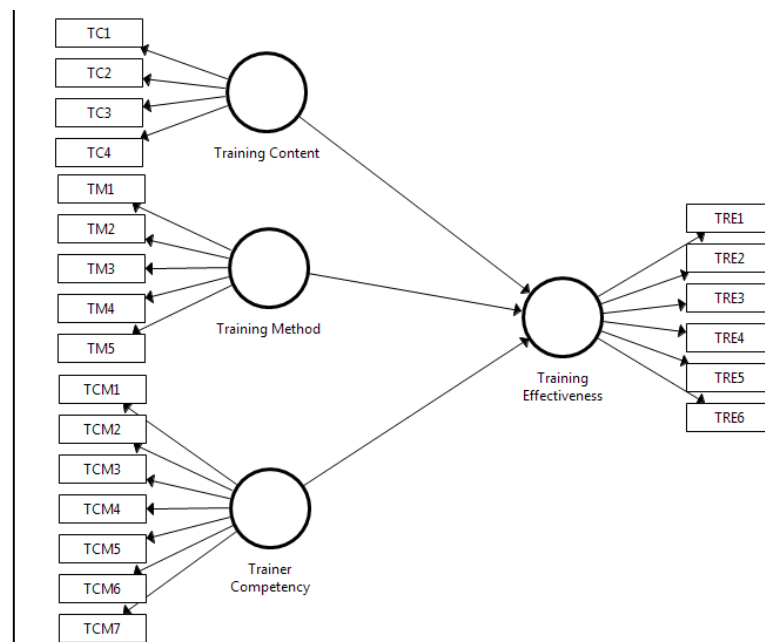 TC1
TC2
TC3
TC4
Training Content
TM1
TM2
TM3
TM4
TM5
Training Method
TCM1
TCM2
TCM3
TCM4
TCM5
TCM6
TCM7
Trainer
Competency
Training
Effectiveness
TRE1
TRE2
TRE3
TRE4
TRE5
TRE6